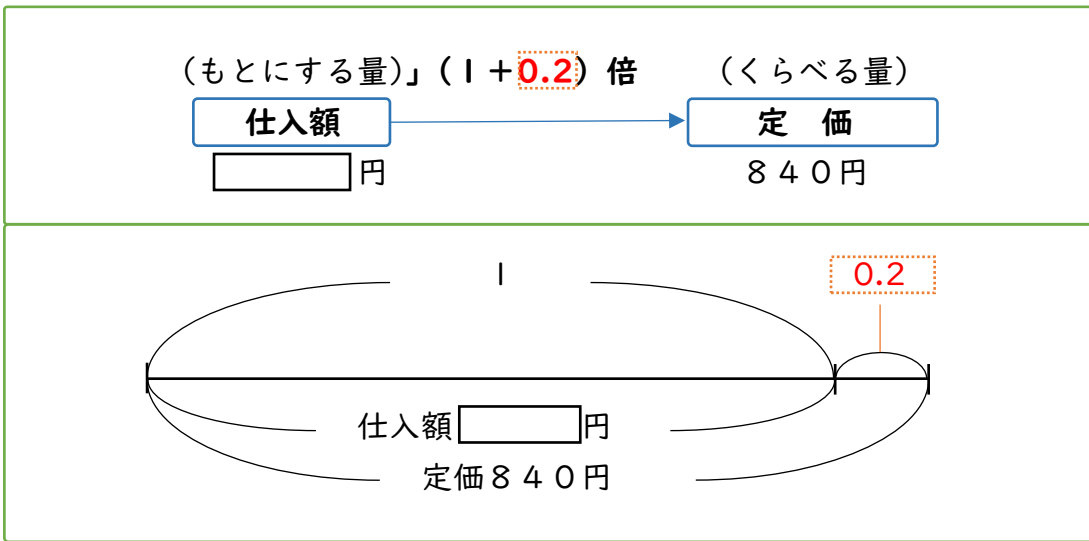 (もとにする量)」(1+0.2)倍 (くらべる量)
仕入額 定 価
円 840円
1 0.2
仕入額 円
定価840円